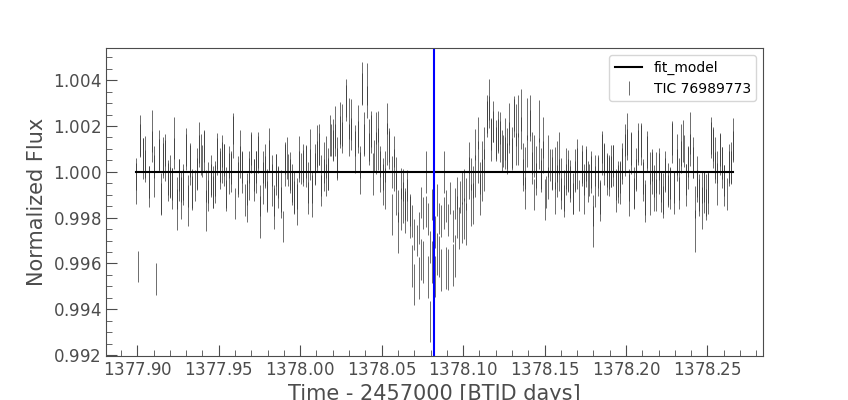 fit_model
TIC 76989773
1.004
1.002
1.000
0.998
0.996
0.994
0.992
Normalized Flux
1377.90 1377.95 1378.00 1378.05 1378.10 1378.15 1378.20 1378.25
Time - 2457000 [BTJD days]